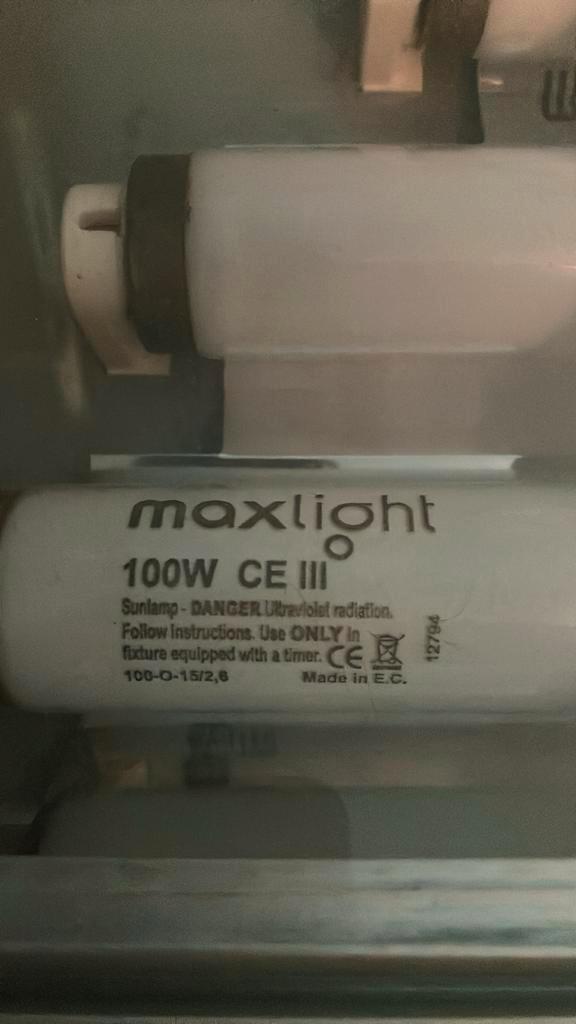 maxlight
100W CE III
Sunlamp - DANGER Ultraviolet radiation.
Follow Instructions. Use ONLY in
fixture equipped with a timer. CE
100-O-15/2,6 Made in E.C.
12794